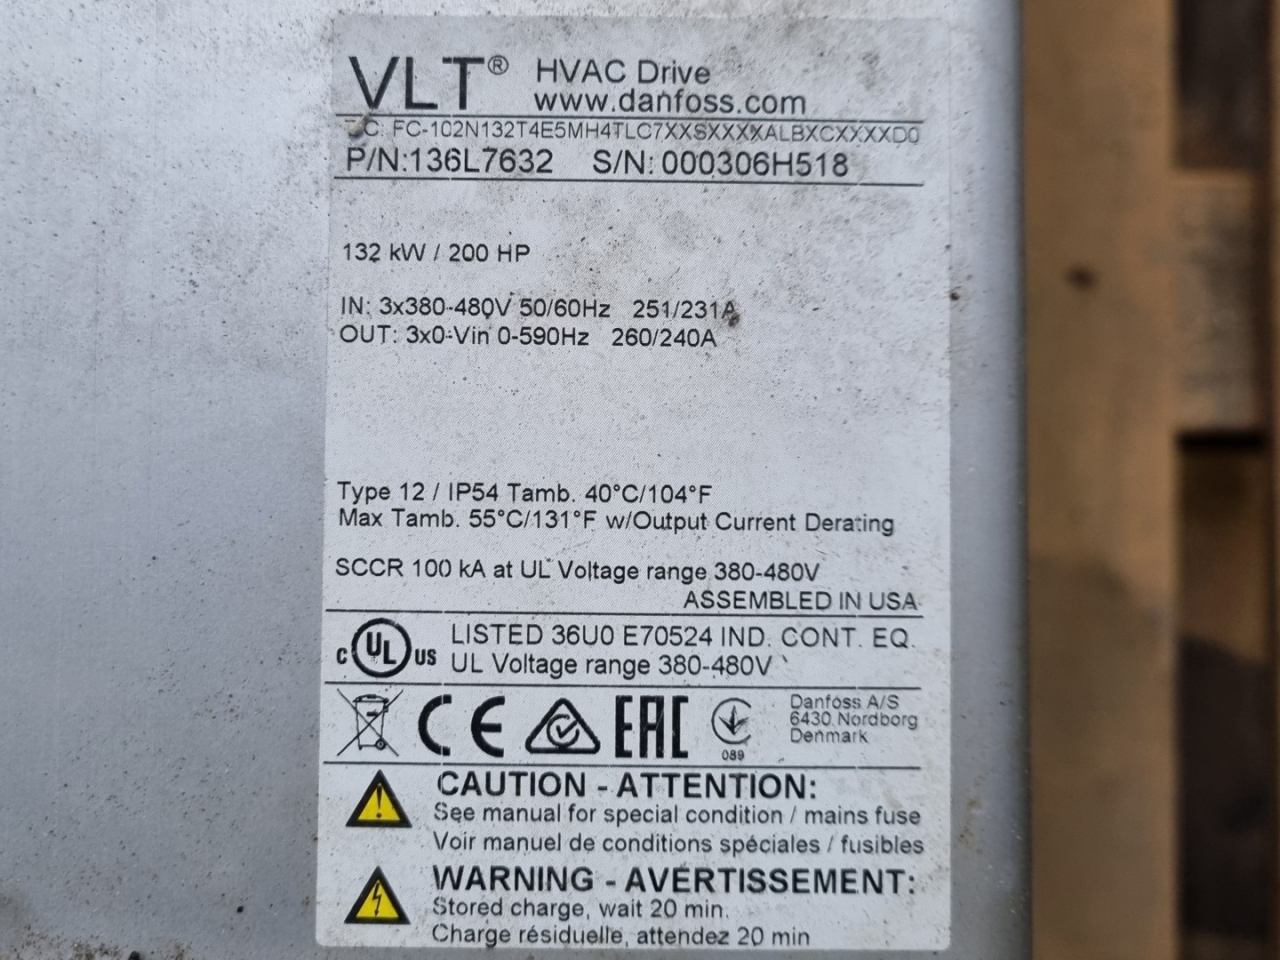 VLT® HVAC Drive
www.danfoss.com
T/C: FC-102N132T4E5MH4TLC7XXSXXXXALBXCXXXXD0
P/N:136L7632 S/N: 000306H518
132 kW / 200 HP
IN: 3x380-480V 50/60Hz 251/231A
OUT: 3x0-Vin 0-590Hz 260/240A
Type 12 / IP54 Tamb. 40°C/104°F
Max Tamb. 55°C/131°F w/Output Current Derating
SCCR 100 kA at UL Voltage range 380-480V
ASSEMBLED IN USA
c UL us LISTED 36U0 E70524 IND. CONT. EQ.
UL Voltage range 380-480V
CE EAC 089
Danfoss A/S
6430 Nordborg
Denmark
CAUTION - ATTENTION:
See manual for special condition / mains fuse
Voir manuel de conditions spéciales / fusibles
WARNING - AVERTISSEMENT:
Stored charge, wait 20 min.
Charge résiduelle, attendez 20 min